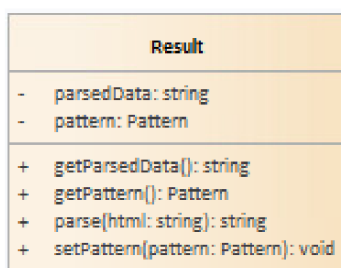 Result
- parsedData: string
- pattern: Pattern
+ getParsedData(): string
+ getPattern(): Pattern
+ parse(html: string): string
+ setPattern(pattern: Pattern): void